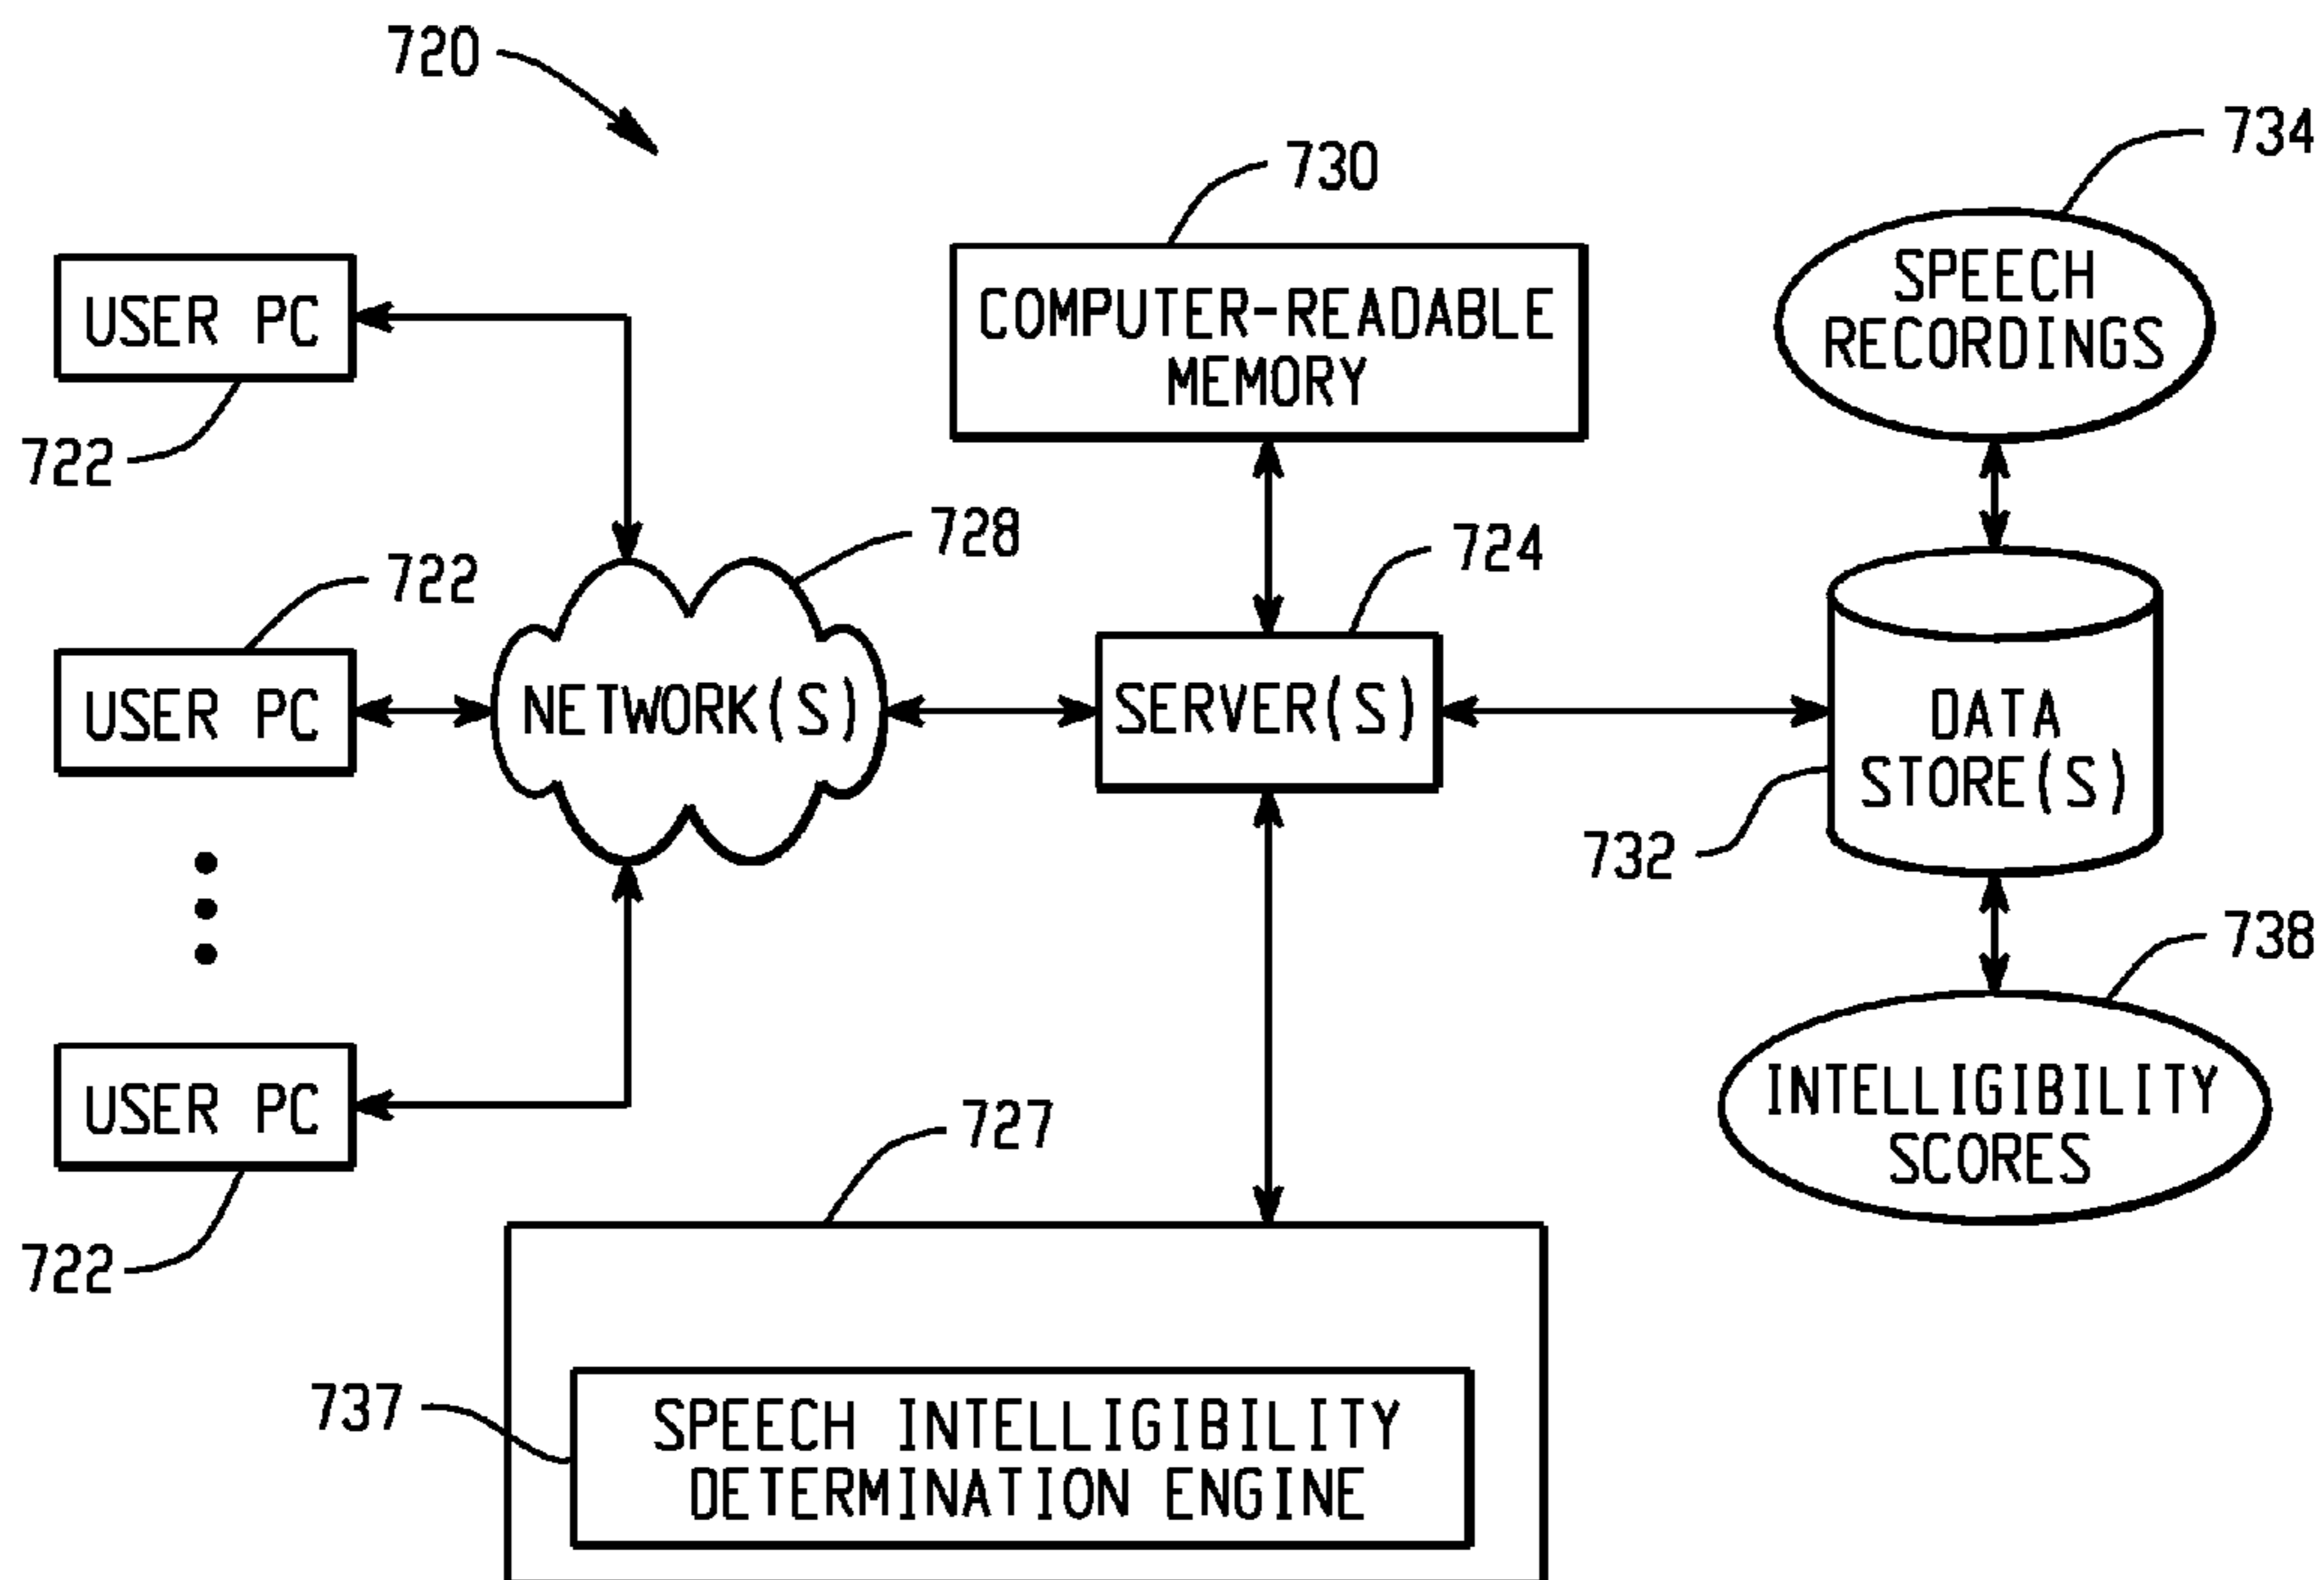 720
730
734
USER PC
COMPUTER-READABLE
MEMORY
SPEECH
RECORDINGS
722
728
724
722
USER PC
NETWORK(S)
SERVER(S)
DATA
STORE(S)
732
738
USER PC
727
INTELLIGIBILITY
SCORES
722
737
SPEECH INTELLIGIBILITY
DETERMINATION ENGINE